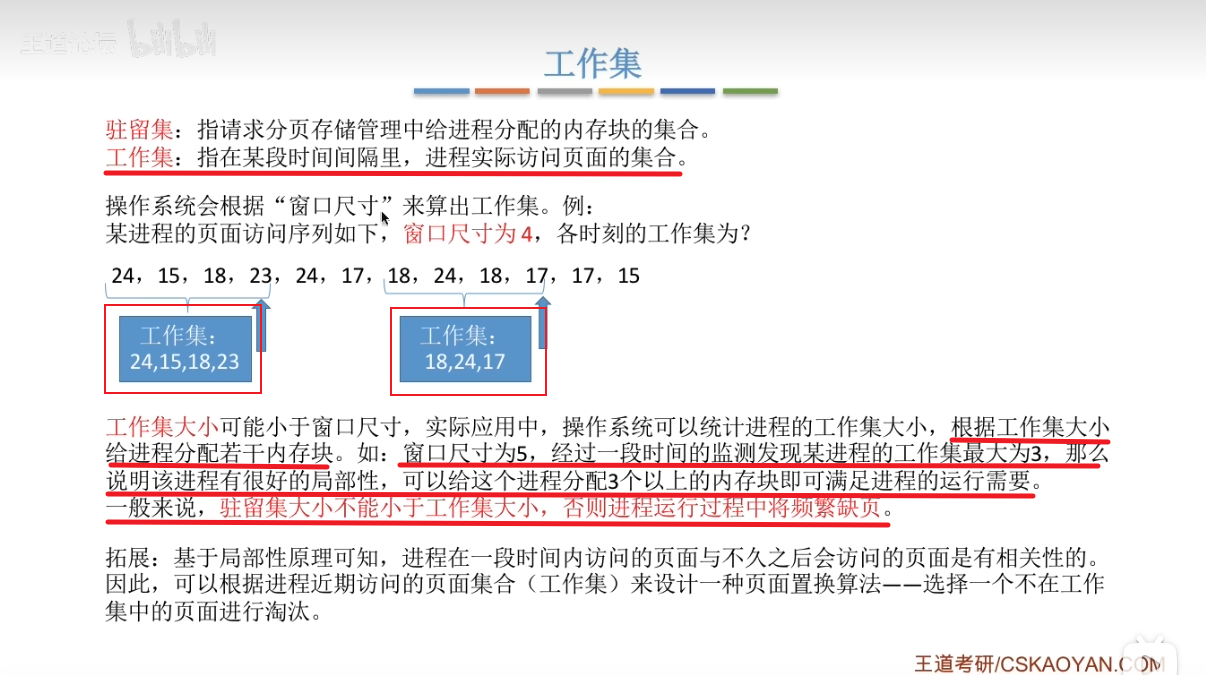 王道论坛 bilibili
工作集
驻留集：指请求分页存储管理中给进程分配的内存块的集合。
工作集：指在某段时间间隔里，进程实际访问页面的集合。
操作系统会根据“窗口尺寸”来算出工作集。例：
某进程的页面访问序列如下，窗口尺寸为 4，各时刻的工作集为？
24，15，18，23，24，17，18，24，18，17，17，15
工作集：
24,15,18,23
工作集：
18,24,17
工作集大小可能小于窗口尺寸，实际应用中，操作系统可以统计进程的工作集大小，根据工作集大小
给进程分配若干内存块。如：窗口尺寸为5，经过一段时间的监测发现某进程的工作集最大为3，那么
说明该进程有很好的局部性，可以给这个进程分配3个以上的内存块即可满足进程的运行需要。
一般来说，驻留集大小不能小于工作集大小，否则进程运行过程中将频繁缺页。
拓展：基于局部性原理可知，进程在一段时间内访问的页面与不久之后会访问的页面是有相关性的。
因此，可以根据进程近期访问的页面集合（工作集）来设计一种页面置换算法——选择一个不在工作
集中的页面进行淘汰。
王道考研/CSKAOYAN.COM